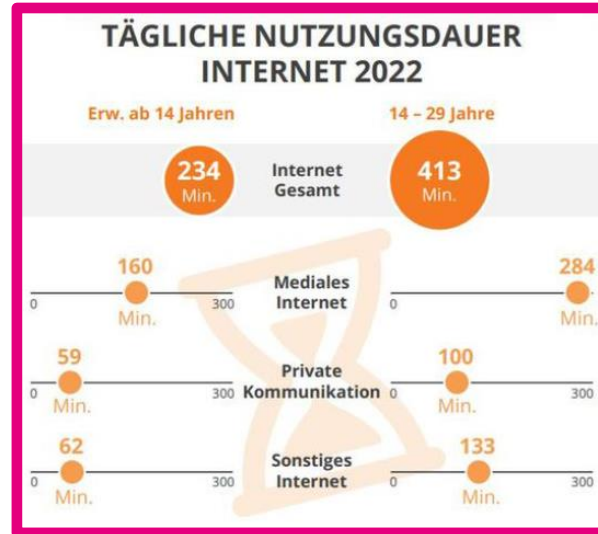 TÄGLICHE NUTZUNGSDAUER
INTERNET 2022
Erw. ab 14 Jahren
14 – 29 Jahre
234
Min.
Internet
Gesamt
413
Min.
160
Min.
0
300
Mediales
Internet
284
Min.
0
59
Min.
0
300
Private
Kommunikation
100
Min.
0
300
62
Min.
0
300
Sonstiges
Internet
133
Min.
0
300